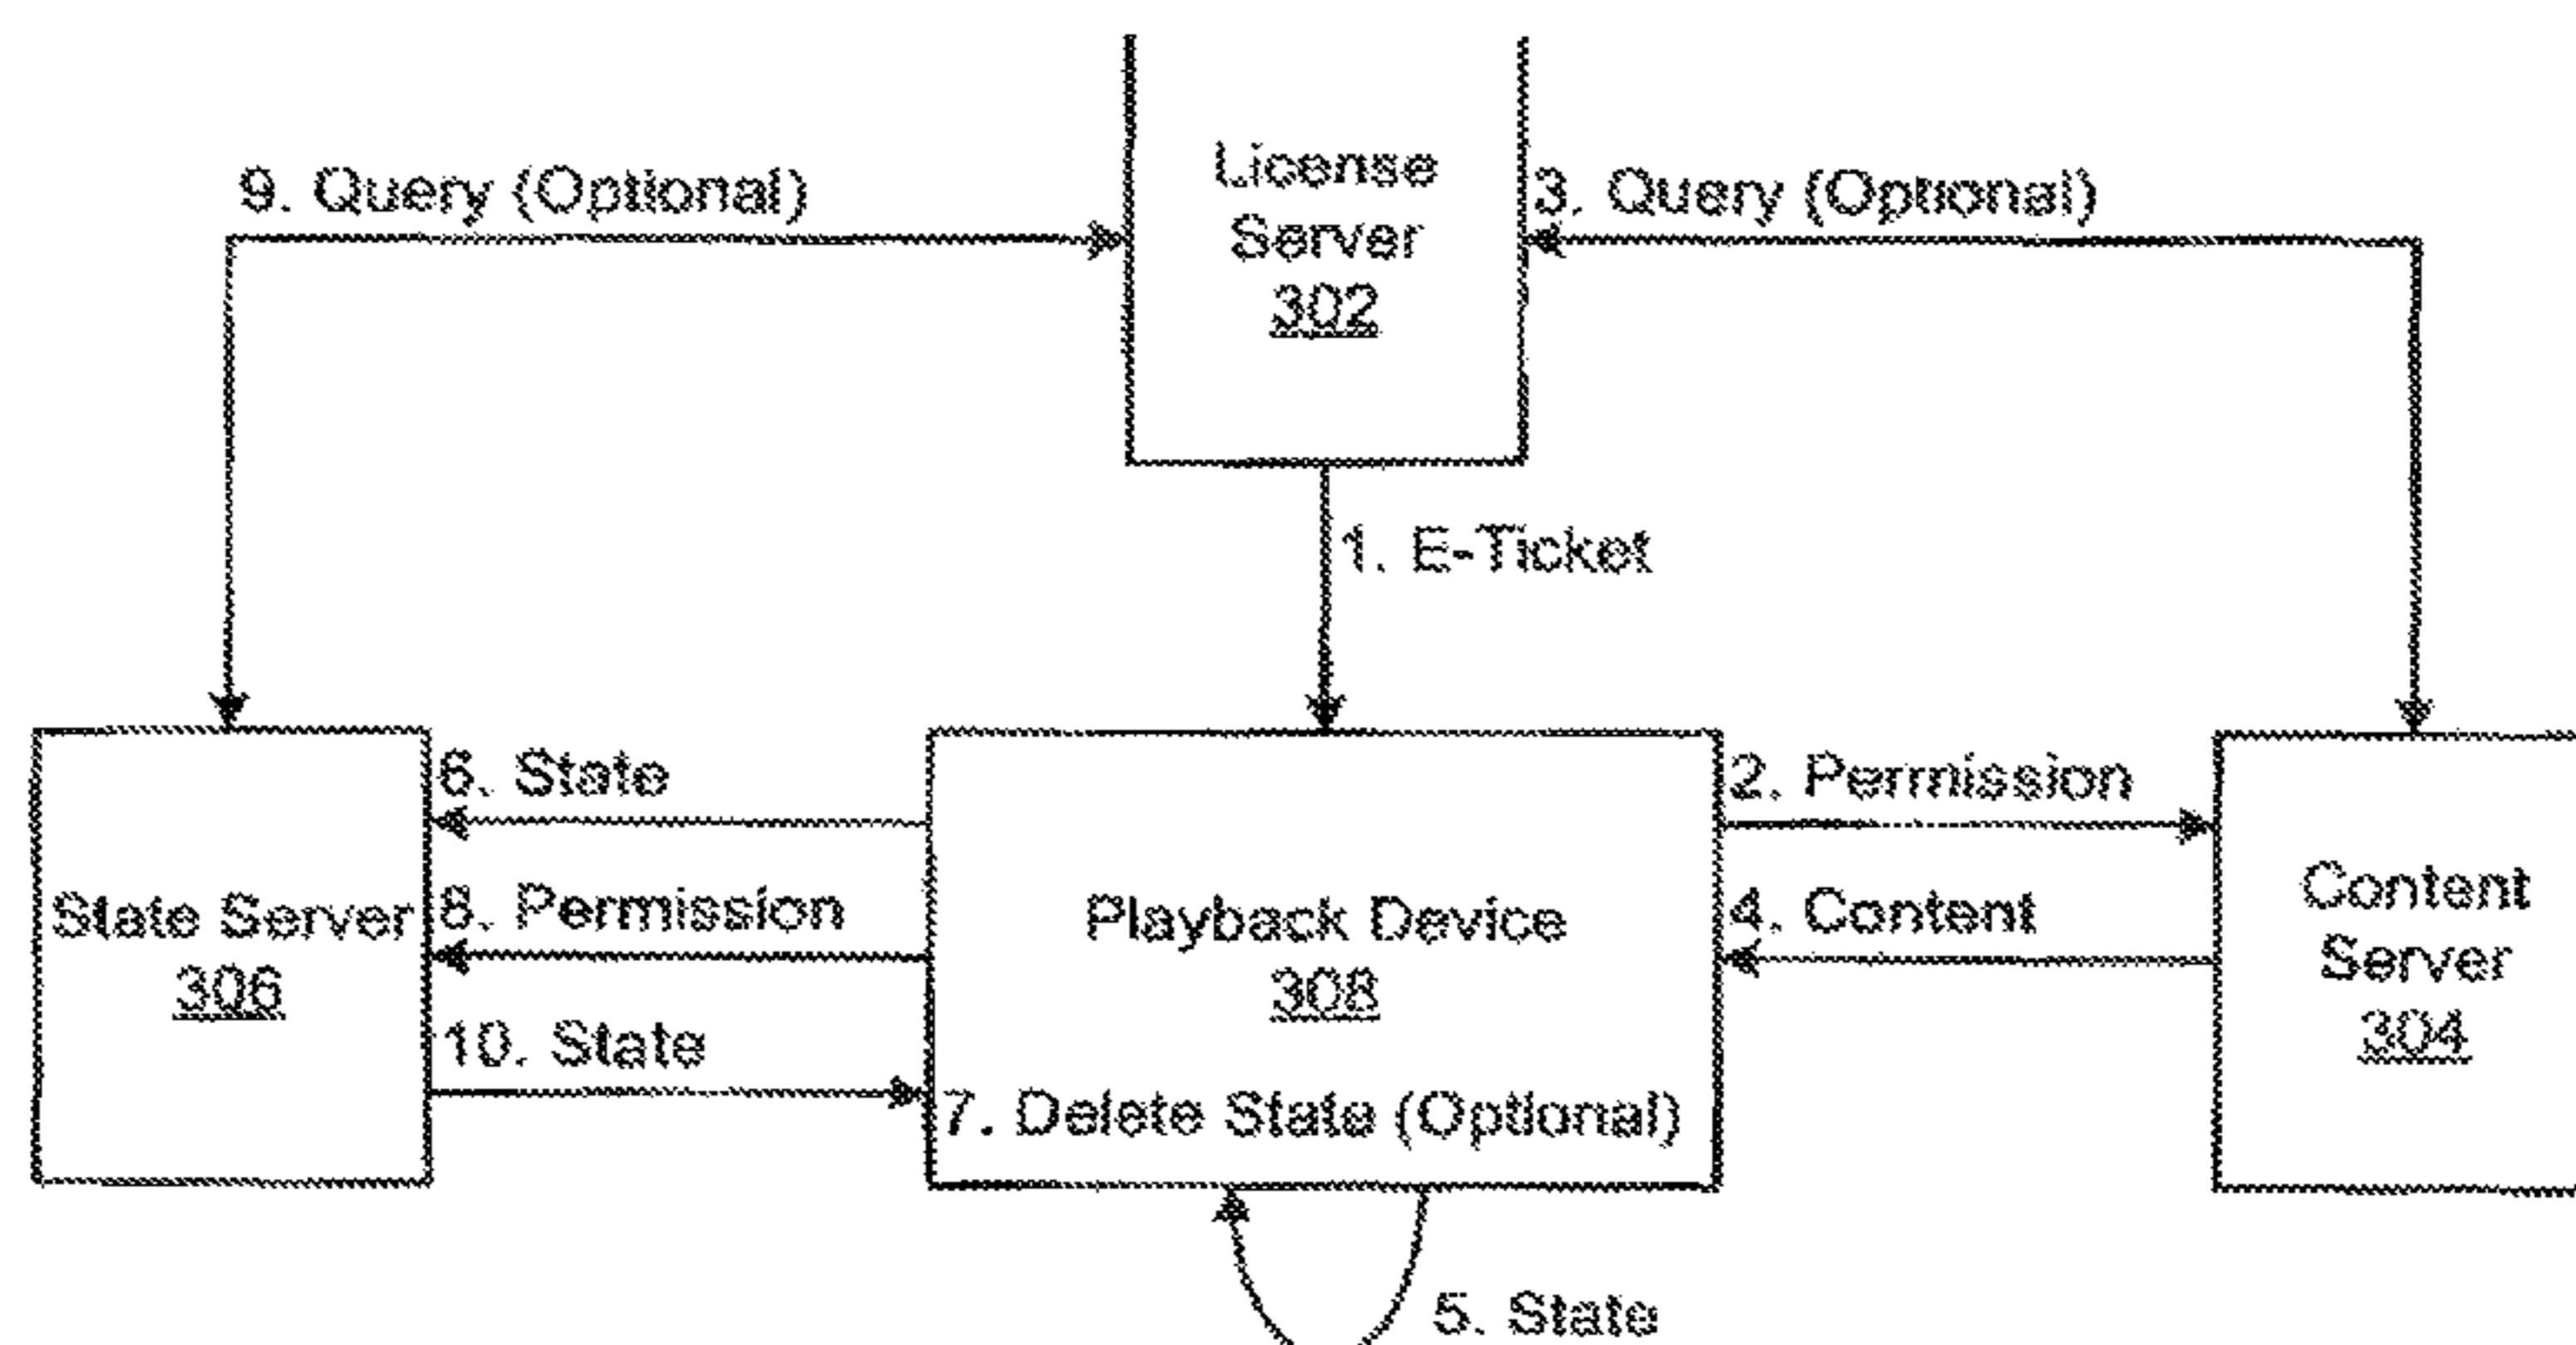 License
Server
302
9. Query (Optional)
3. Query (Optional)
1. E-Ticket
State Server
306
6. State
8. Permission
10. State
Playback Device
308
7. Delete State (Optional)
2. Permission
4. Content
Content
Server
304
5. State